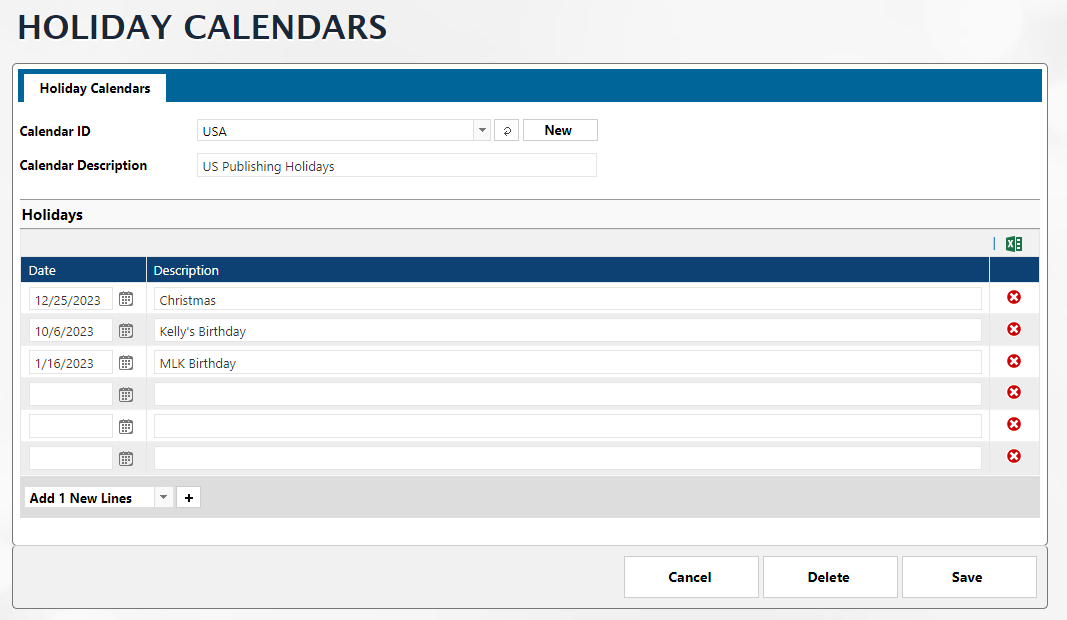 HOLIDAY CALENDARS
Holiday Calendars
Calendar ID USA New
Calendar Description US Publishing Holidays
Holidays
Date Description
12/25/2023 Christmas
10/6/2023 Kelly's Birthday
1/16/2023 MLK Birthday
Add 1 New Lines +
Cancel Delete Save